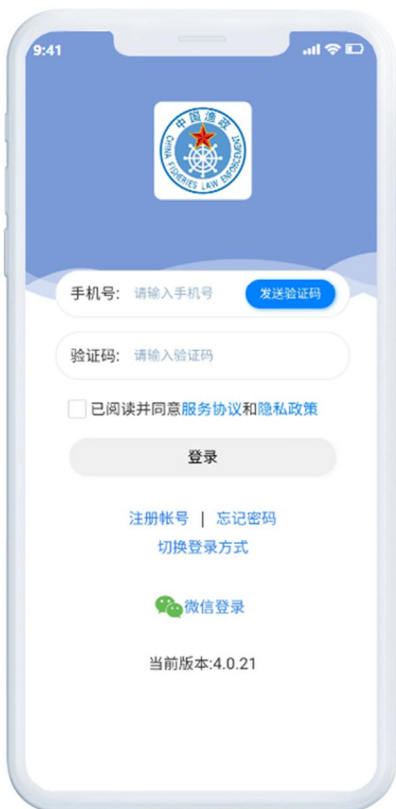 9:41
中国渔政
CHINA FISHERIES LAW ENFORCEMENT
手机号: 请输入手机号 发送验证码
验证码: 请输入验证码
已阅读并同意服务协议和隐私政策
登录
注册帐号 | 忘记密码
切换登录方式
微信登录
当前版本:4.0.21